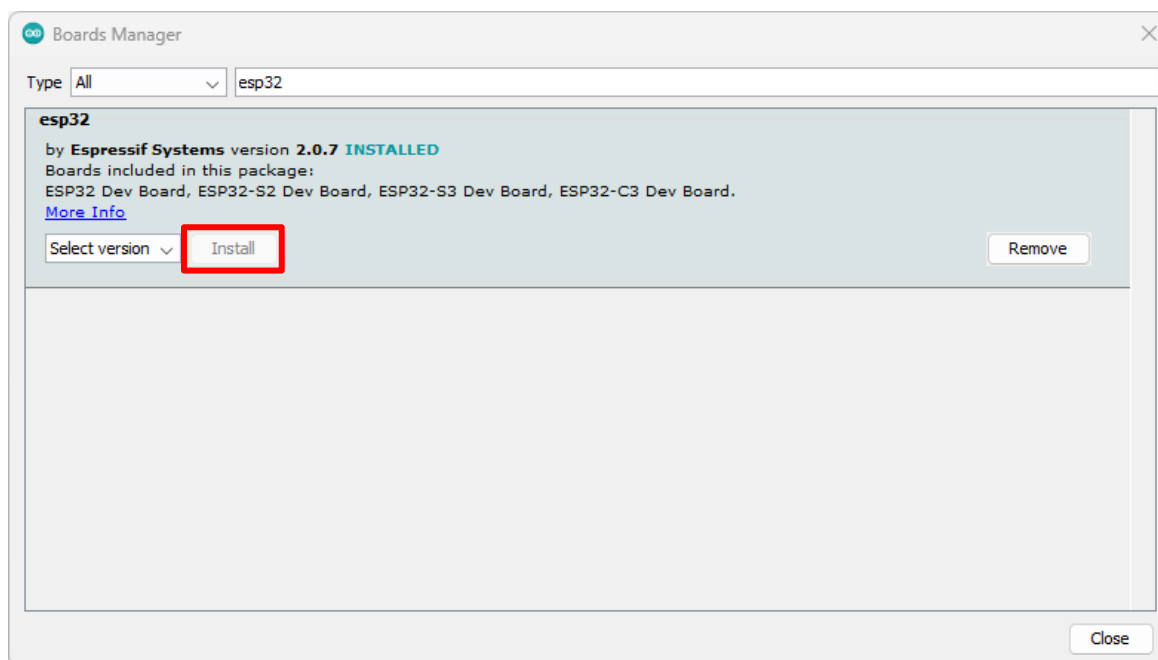 Boards Manager
Type All esp32
esp32
by Espressif Systems version 2.0.7 INSTALLED
Boards included in this package:
ESP32 Dev Board, ESP32-S2 Dev Board, ESP32-S3 Dev Board, ESP32-C3 Dev Board.
More Info
Select version Install Remove
Close